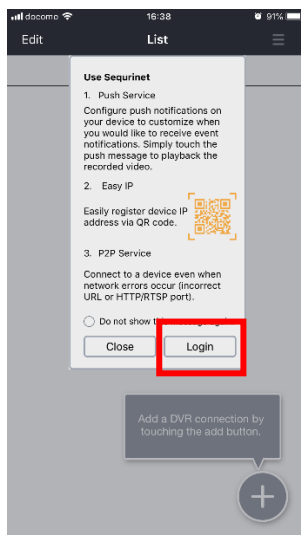 docomo 16:38 91%
Edit List
Use Sequrinet
1. Push Service
Configure push notifications on
your device to customize when
you would like to receive event
notifications. Simply touch the
push message to playback the
recorded video.
2. Easy IP
Easily register device IP
address via QR code.
3. P2P Service
Connect to a device even when
network errors occur (incorrect
URL or HTTP/RTSP port).
Do not show
Close Login
Add a DVR connection by
touching the add button.